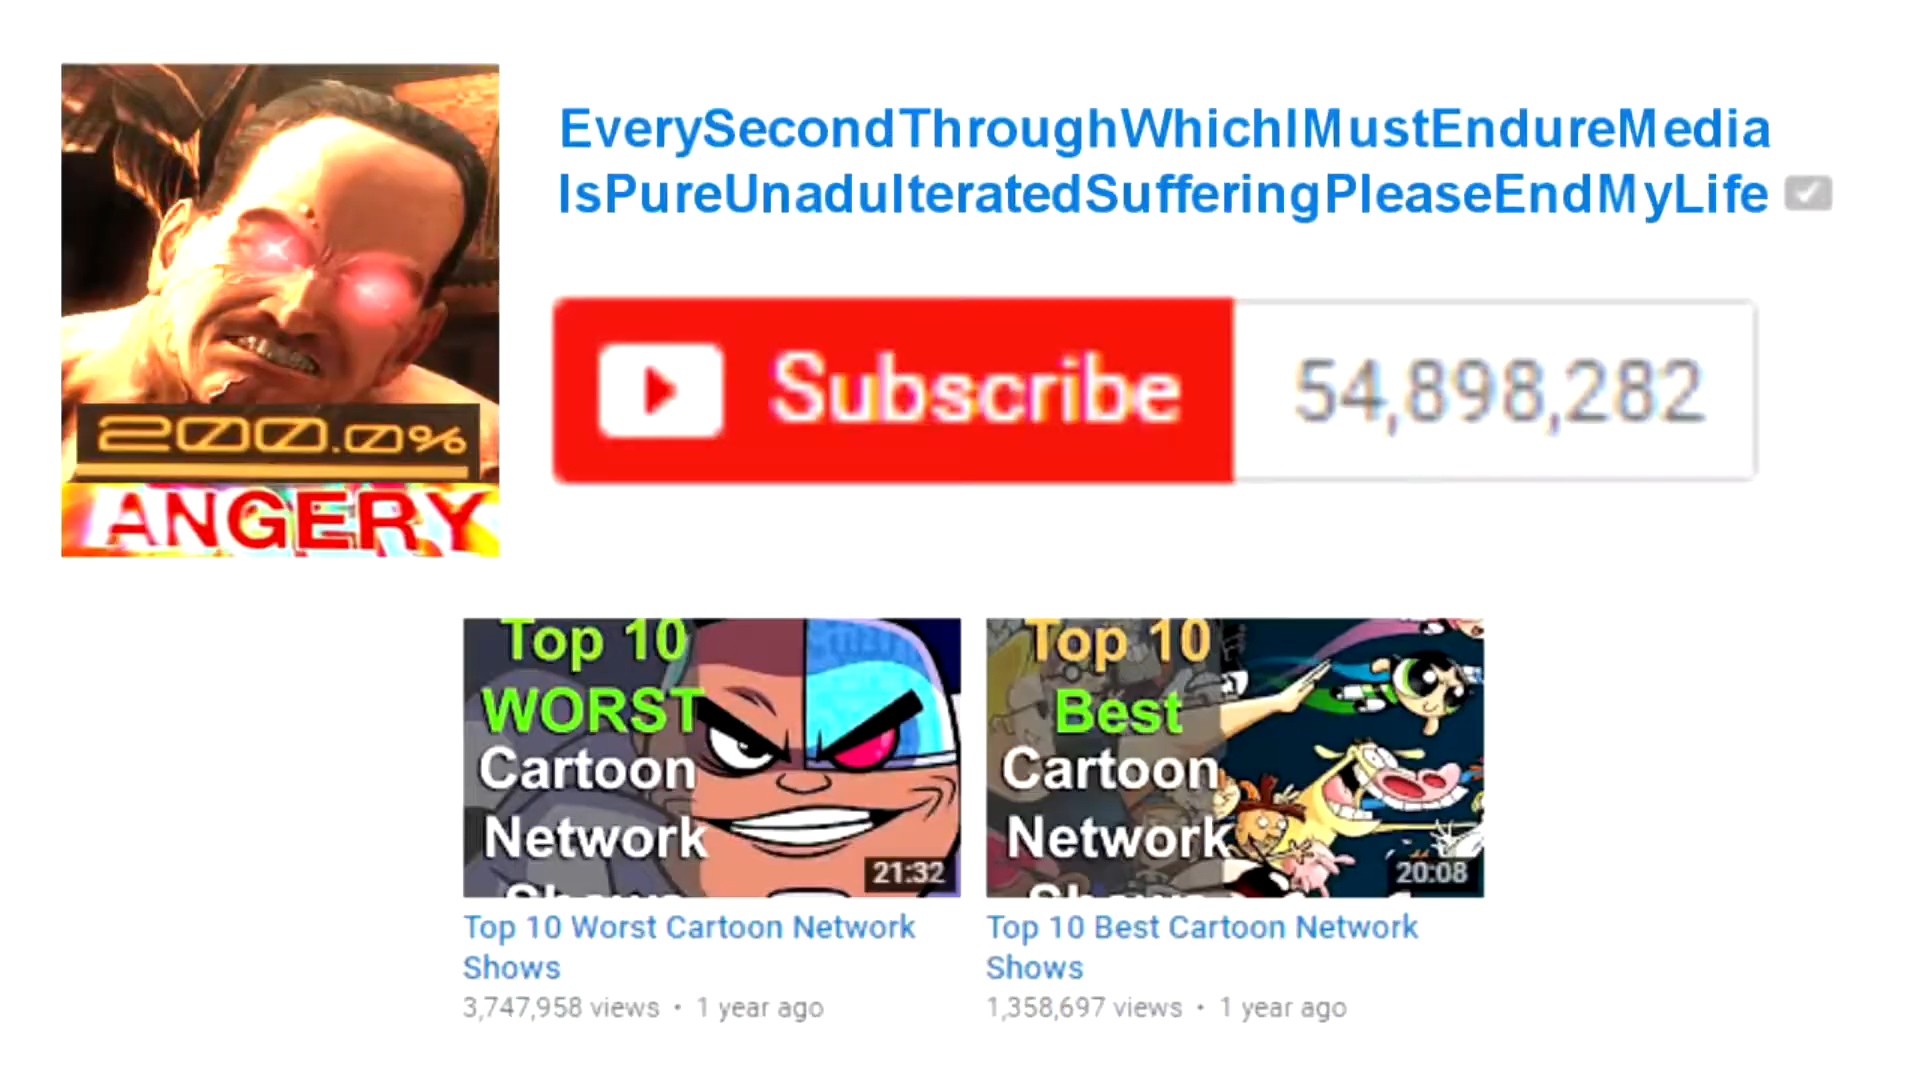 EverySecondThroughWhichIMustEndureMedia
IsPureUnadulteratedSufferingPleaseEndMyLife
200.0%
ANGERY
Subscribe 54,898,282
Top 10
WORST
Cartoon
Network
Shows
21:32
Top 10 Worst Cartoon Network
Shows
3,747,958 views • 1 year ago
Top 10
Best
Cartoon
Network
Shows
20:08
Top 10 Best Cartoon Network
Shows
1,358,697 views • 1 year ago